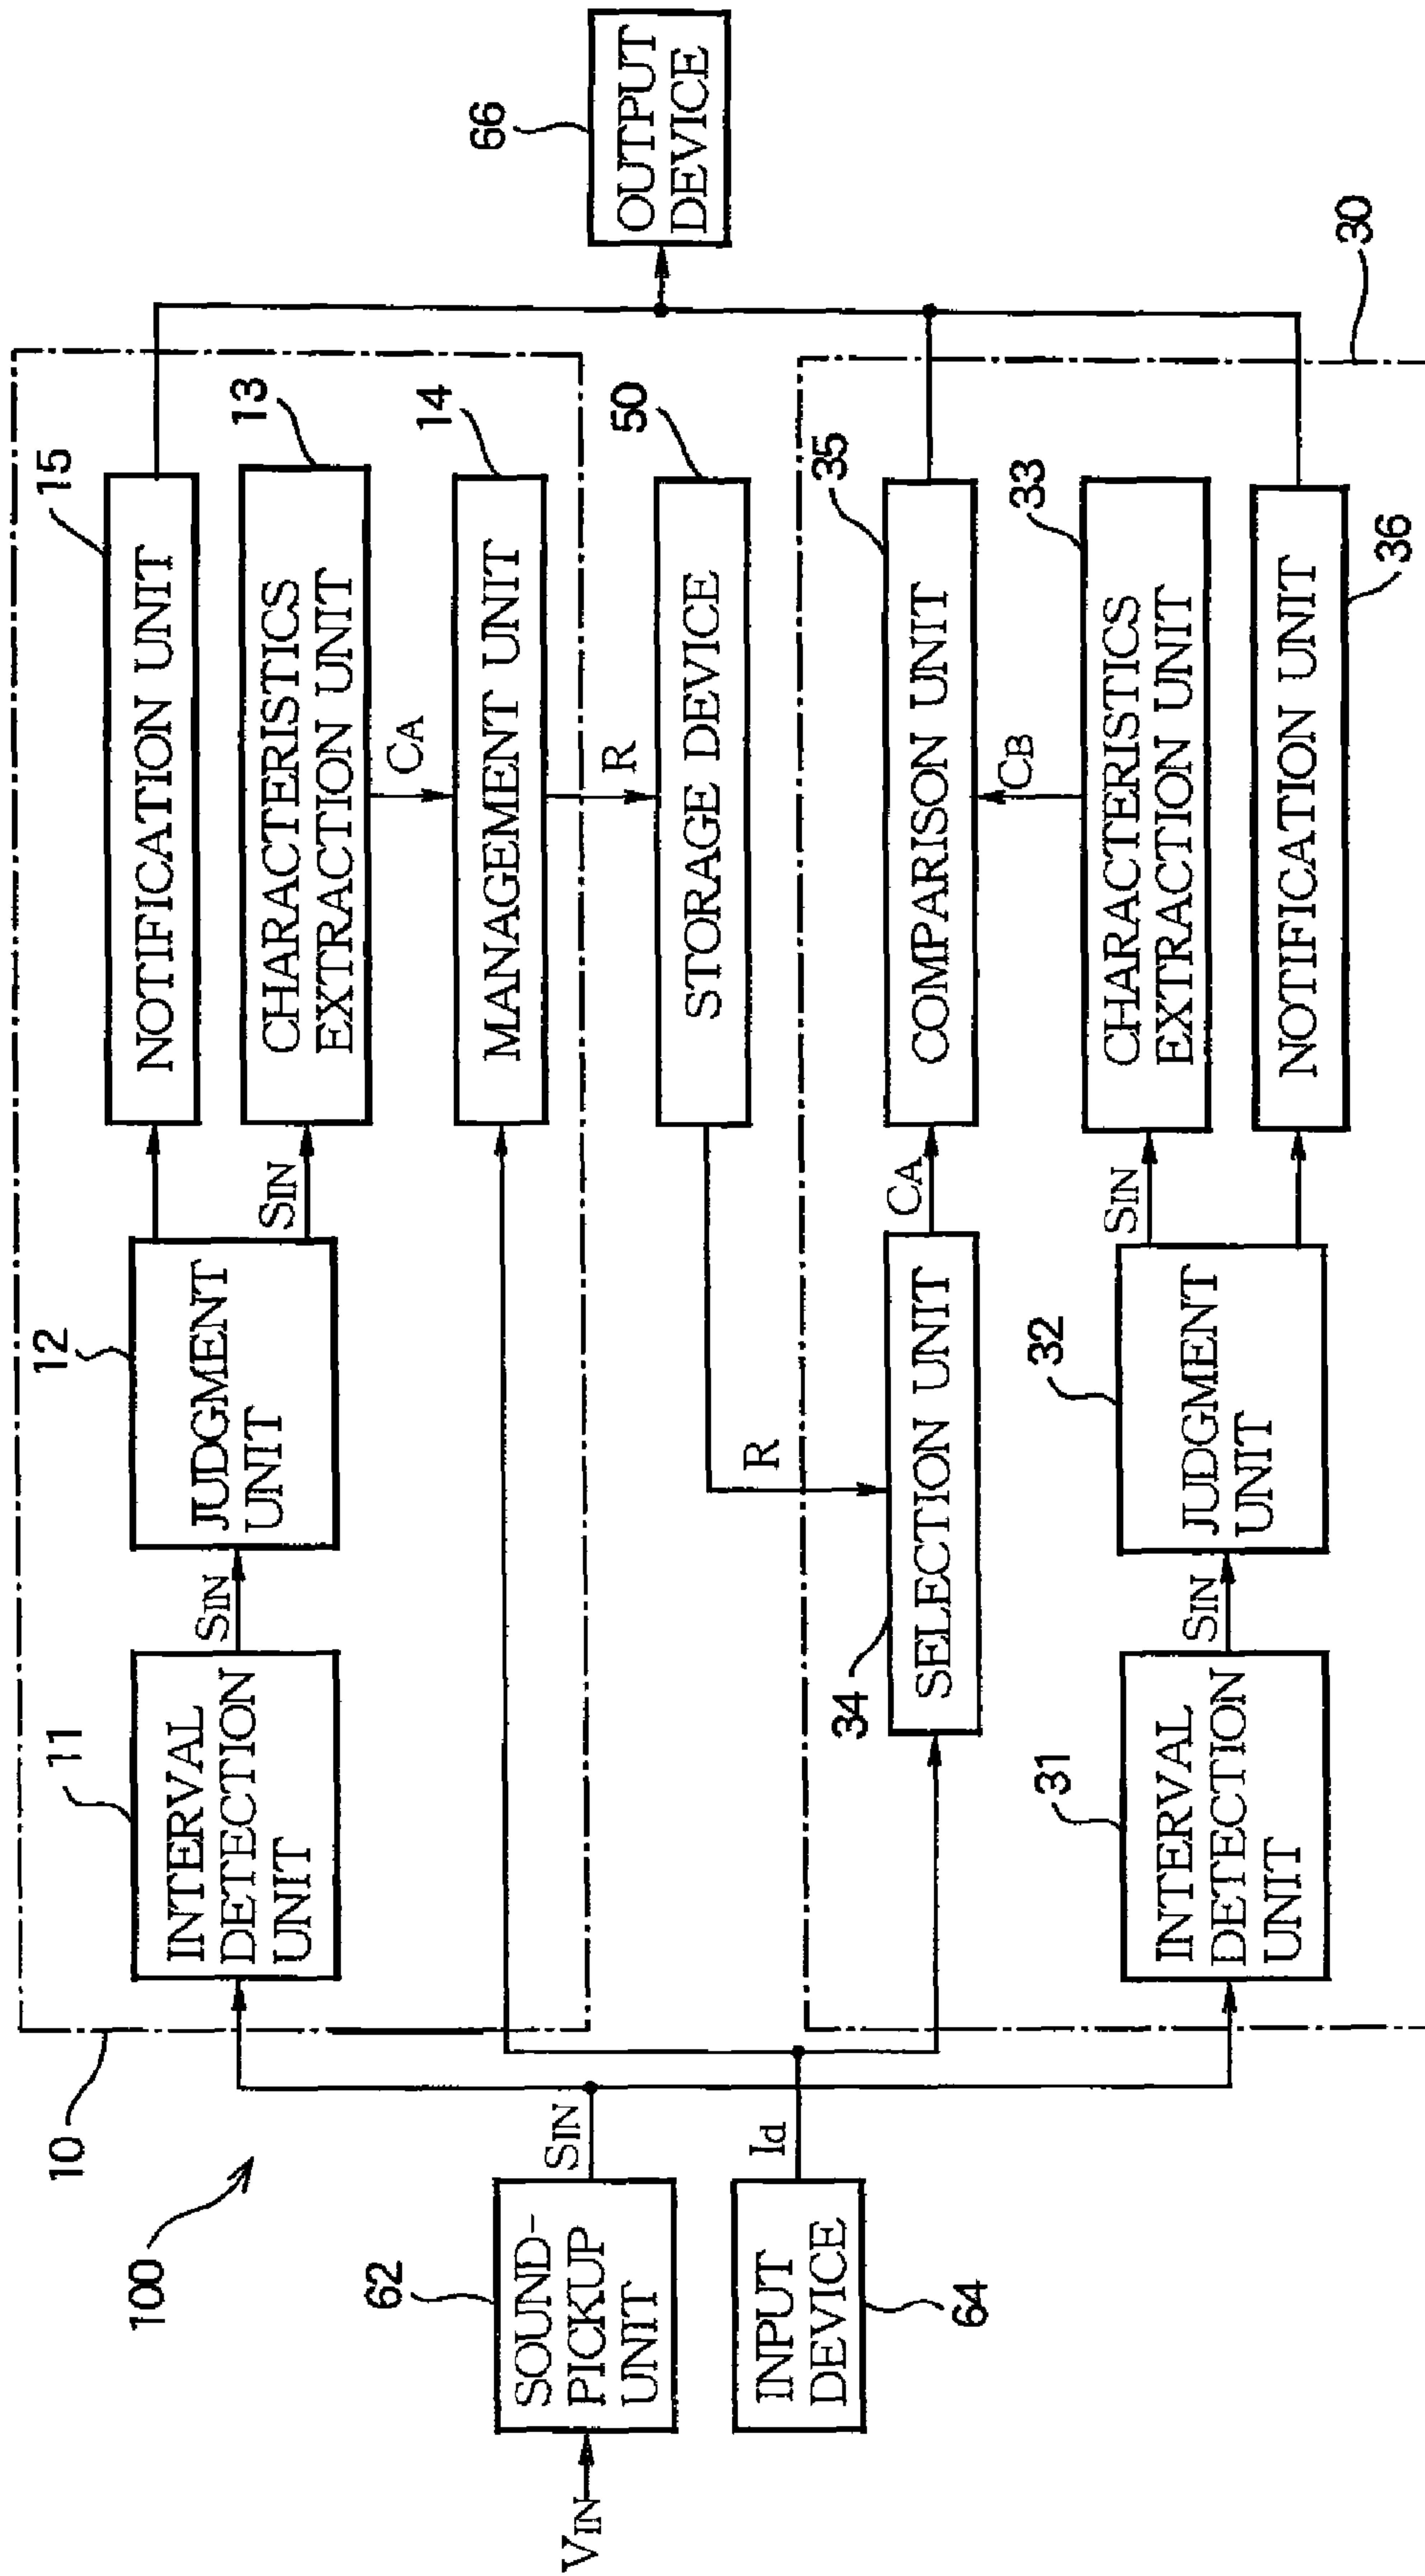 100
10
11
INTERVAL
DETECTION
UNIT
SIN
12
JUDGMENT
UNIT
SIN
15
NOTIFICATION UNIT
13
CHARACTERISTICS
EXTRACTION UNIT
CA
14
MANAGEMENT UNIT
R
50
STORAGE DEVICE
R
VIN
62
SOUND-
PICKUP
UNIT
SIN
INPUT
DEVICE
64
Id
34
SELECTION UNIT
CA
35
COMPARISON UNIT
CB
33
CHARACTERISTICS
EXTRACTION UNIT
31
INTERVAL
DETECTION
UNIT
SIN
32
JUDGMENT
UNIT
SIN
NOTIFICATION UNIT
36
30
66
OUTPUT
DEVICE